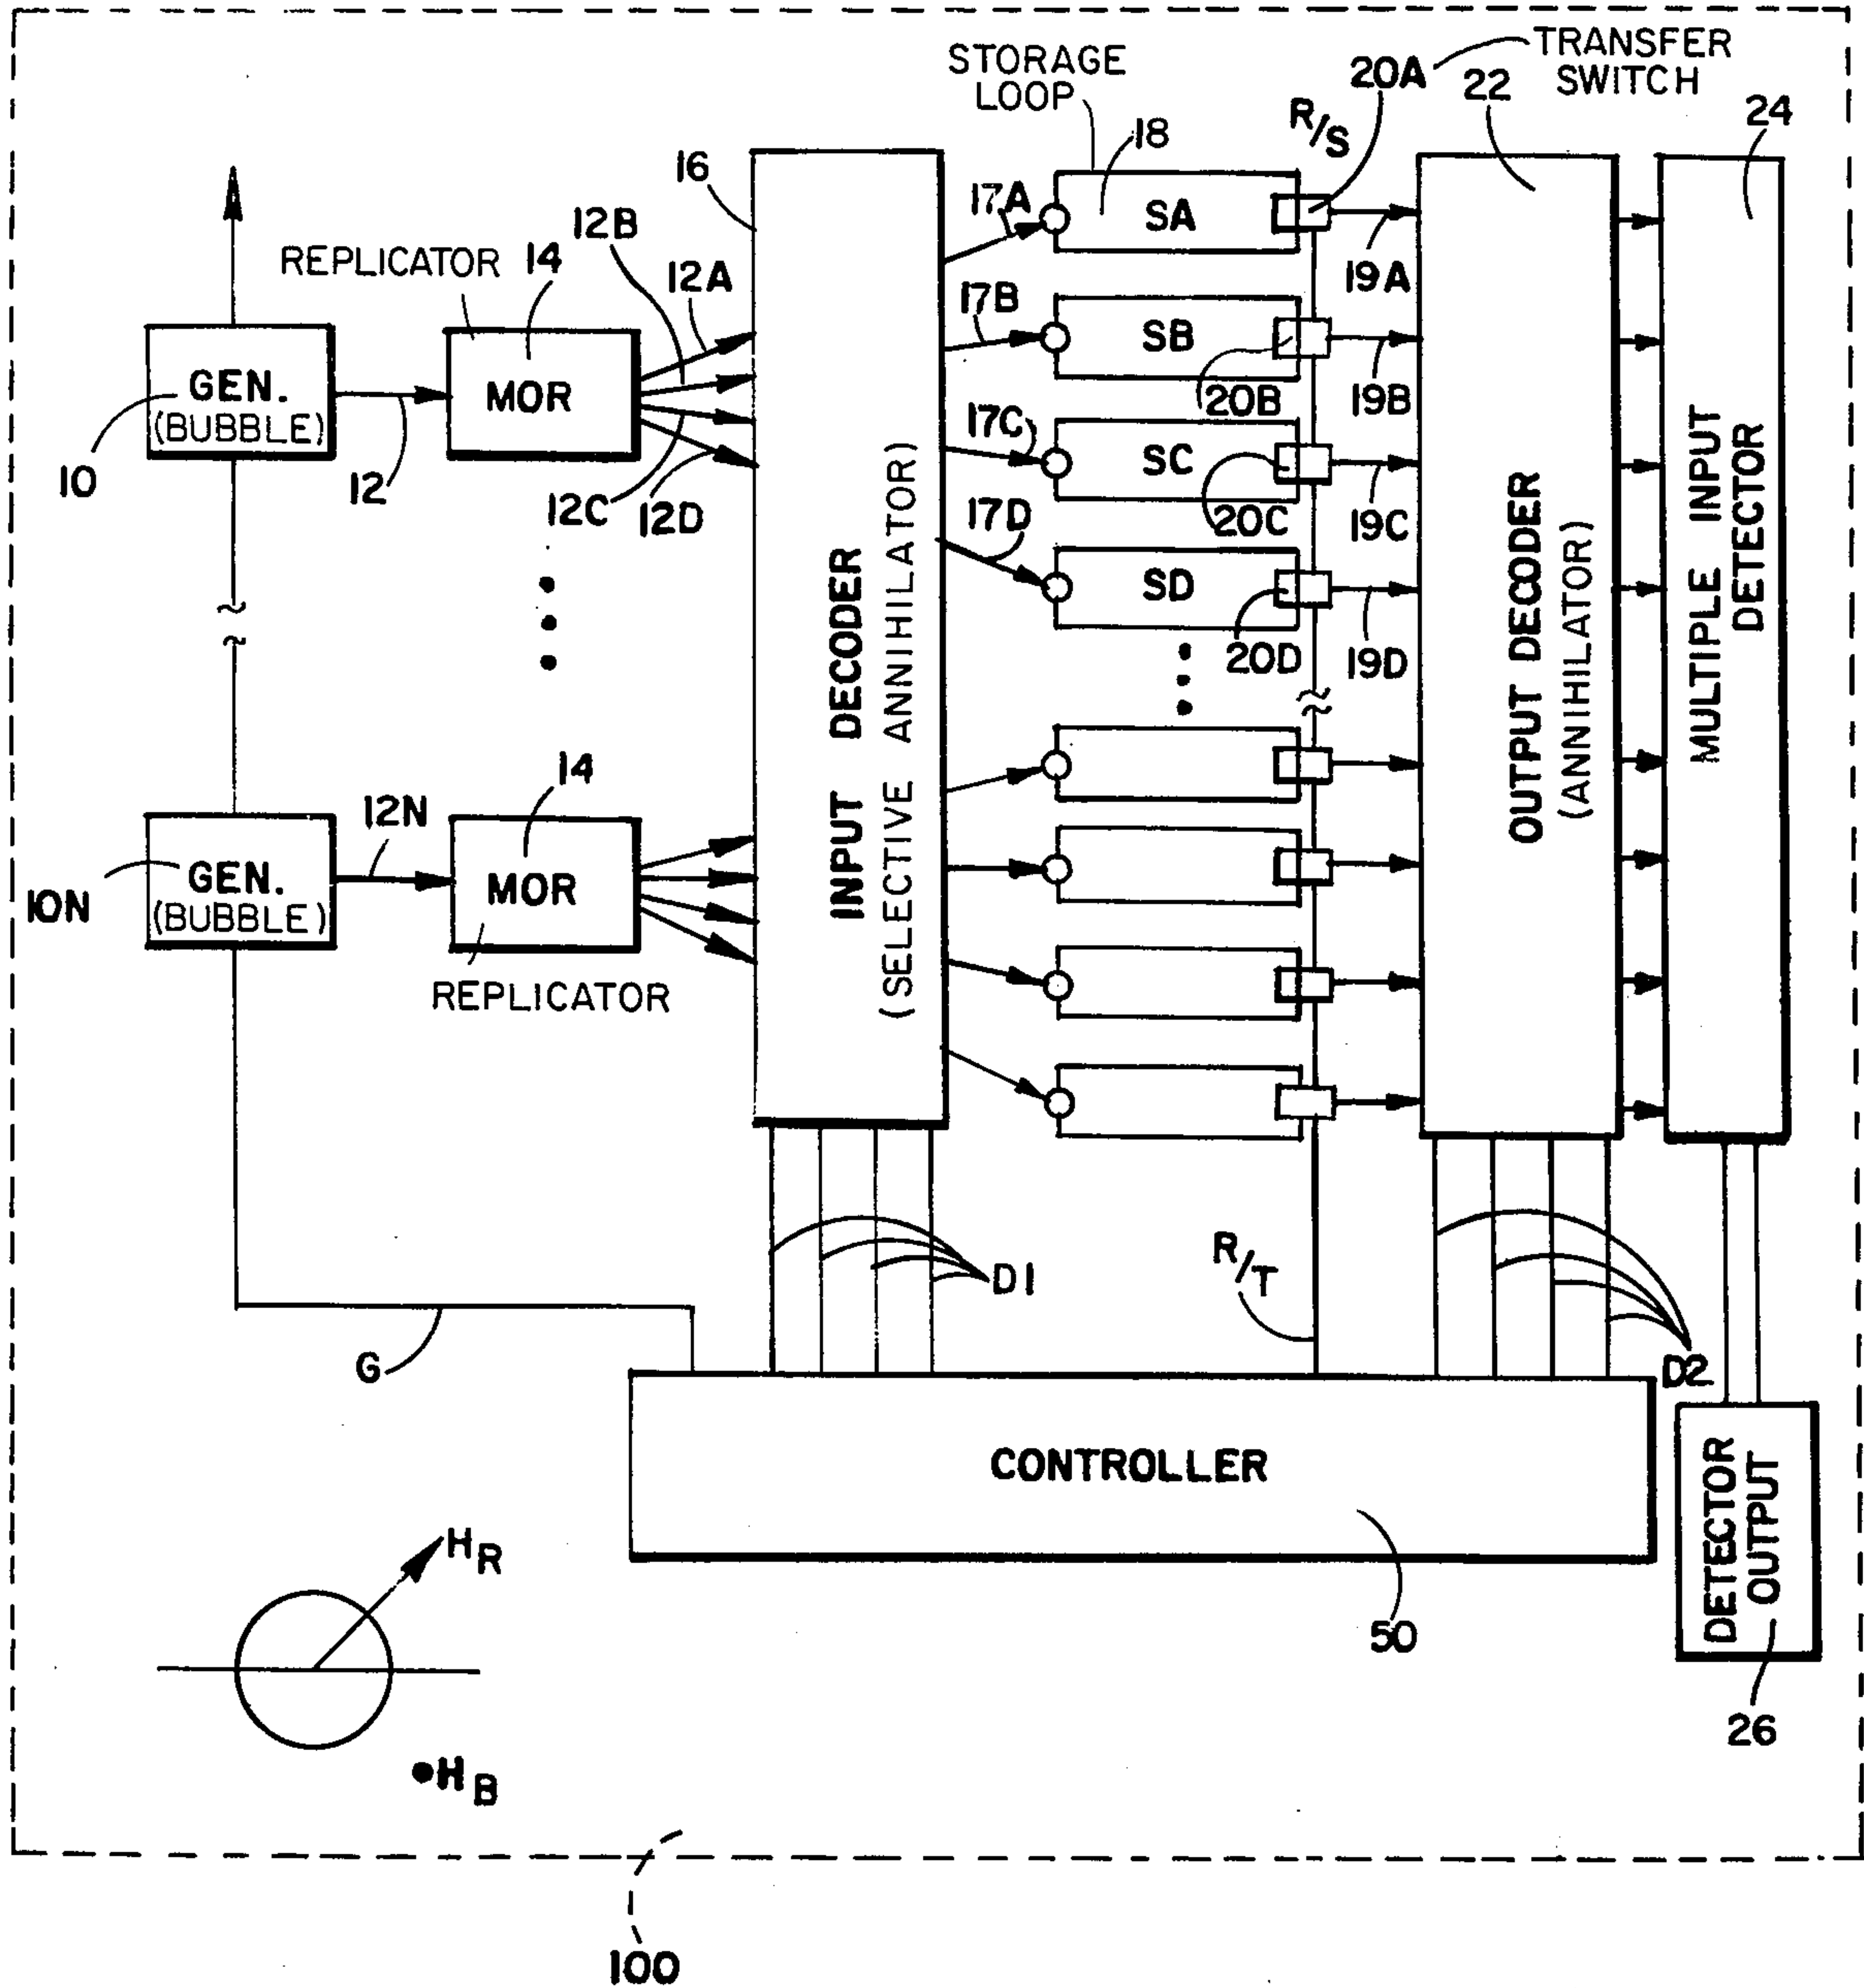 STORAGE
LOOP
TRANSFER
SWITCH
20A
22
24
R/S
18
16
17A
SA
12B
REPLICATOR
14
12A
19A
17B
SB
GEN.
(BUBBLE)
MOR
20B
19B
10
12
17C
SC
12C
12D
20C
19C
17D
SD
20D
19D
INPUT DECODER
(SELECTIVE ANNIHILATOR)
OUTPUT DECODER
(ANNIHILATOR)
MULTIPLE INPUT
DETECTOR
14
12N
GEN.
(BUBBLE)
MOR
10N
REPLICATOR
D1
R/T
D2
G
CONTROLLER
50
DETECTOR
OUTPUT
26
HR
HB
100